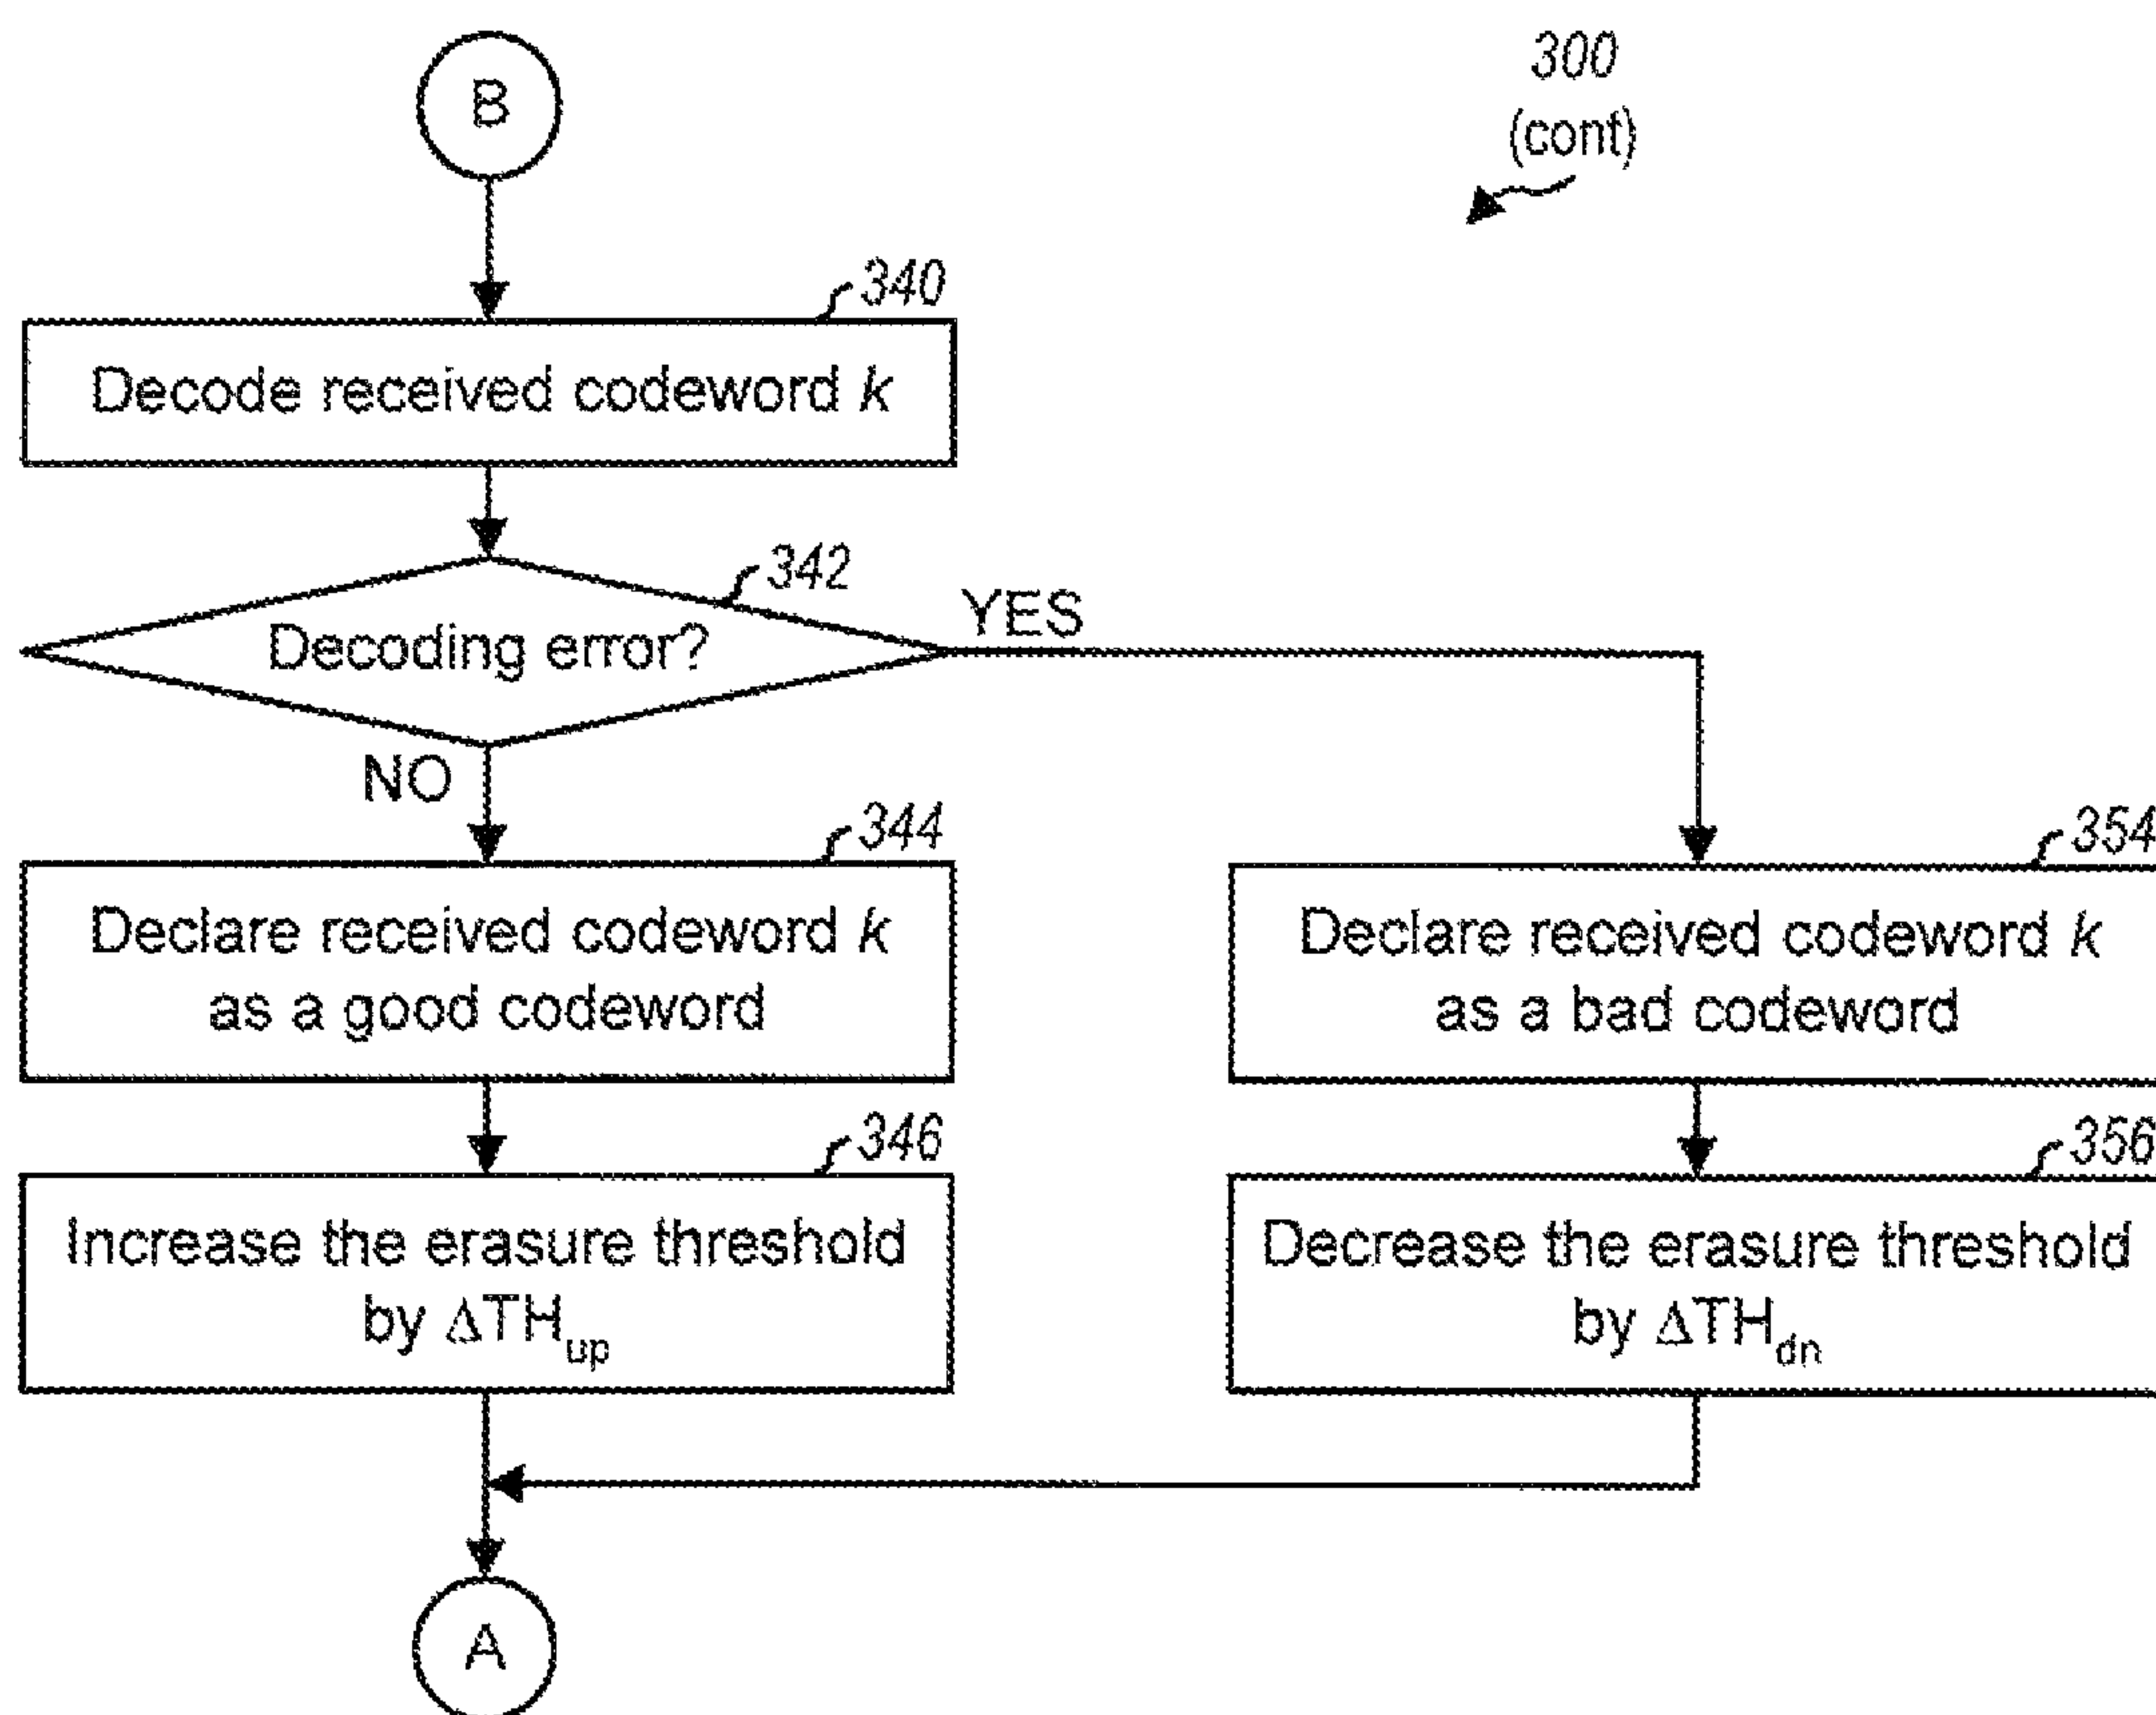 B
300
(cont)
340
Decode received codeword k
342
Decoding error?
YES
NO
344
Declare received codeword k
as a good codeword
354
Declare received codeword k
as a bad codeword
346
Increase the erasure threshold
by ΔTHup
356
Decrease the erasure threshold
by ΔTHdn
A